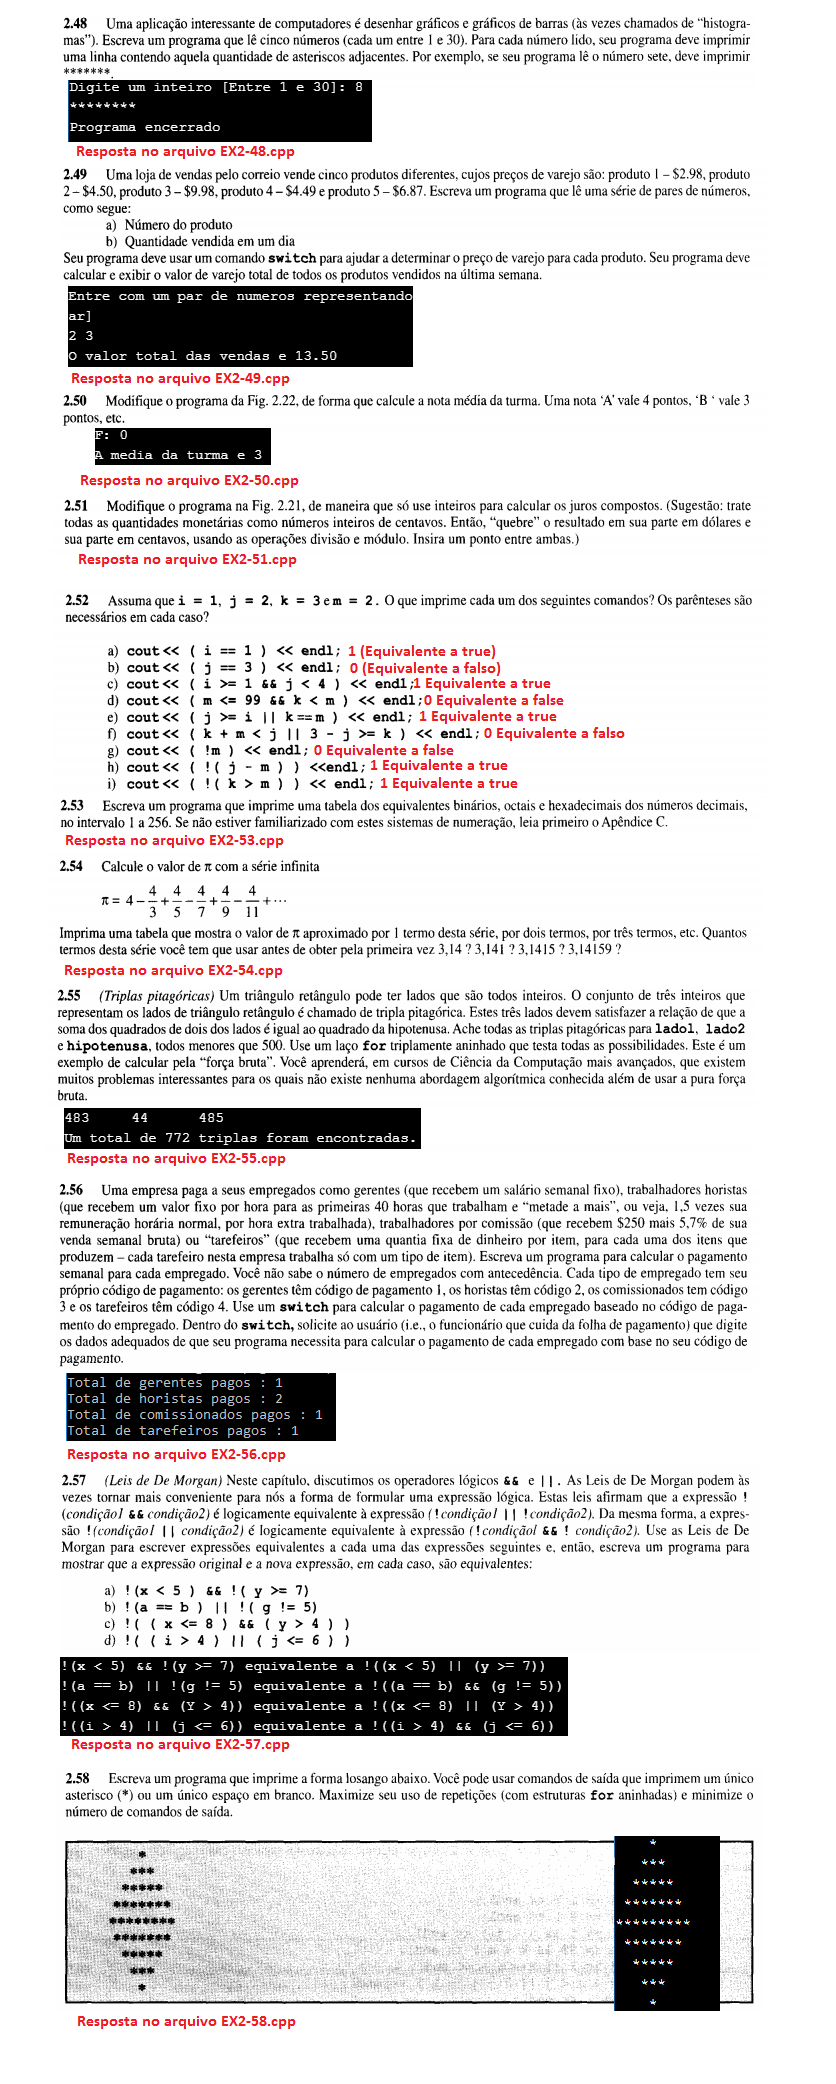 2.48 Uma aplicação interessante de computadores é desenhar gráficos e gráficos de barras (às vezes chamados de “histogra-
mas”). Escreva um programa que lê cinco números (cada um entre 1 e 30). Para cada número lido, seu programa deve imprimir
uma linha contendo aquela quantidade de asteriscos adjacentes. Por exemplo, se seu programa lê o número sete, deve imprimir
*******.
Digite um inteiro [Entre 1 e 30]: 8
********
Programa encerrado
Resposta no arquivo EX2-48.cpp
2.49 Uma loja de vendas pelo correio vende cinco produtos diferentes, cujos preços de varejo são: produto 1 – $2.98, produto
2 – $4.50, produto 3 – $9.98, produto 4 – $4.49 e produto 5 – $6.87. Escreva um programa que lê uma série de pares de números,
como segue:
a) Número do produto
b) Quantidade vendida em um dia
Seu programa deve usar um comando switch para ajudar a determinar o preço de varejo para cada produto. Seu programa deve
calcular e exibir o valor de varejo total de todos os produtos vendidos na última semana.
Entre com um par de numeros representando
ar]
2 3
O valor total das vendas e 13.50
Resposta no arquivo EX2-49.cpp
2.50 Modifique o programa da Fig. 2.22, de forma que calcule a nota média da turma. Uma nota ‘A’ vale 4 pontos, ‘B ‘ vale 3
pontos, etc.
F: 0
A media da turma e 3
Resposta no arquivo EX2-50.cpp
2.51 Modifique o programa na Fig. 2.21, de maneira que só use inteiros para calcular os juros compostos. (Sugestão: trate
todas as quantidades monetárias como números inteiros de centavos. Então, “quebre” o resultado em sua parte em dólares e
sua parte em centavos, usando as operações divisão e módulo. Insira um ponto entre ambas.)
Resposta no arquivo EX2-51.cpp
2.52 Assuma que i = 1, j = 2, k = 3 e m = 2. O que imprime cada um dos seguintes comandos? Os parênteses são
necessários em cada caso?
a) cout << ( i == 1 ) << endl; 1 (Equivalente a true)
b) cout << ( j == 3 ) << endl; 0 (Equivalente a falso)
c) cout << ( i >= 1 && j < 4 ) << endl;1 Equivalente a true
d) cout << ( m <= 99 && k < m ) << endl;0 Equivalente a false
e) cout << ( j >= i || k == m ) << endl; 1 Equivalente a true
f) cout << ( k + m < j || 3 - j >= k ) << endl; 0 Equivalente a falso
g) cout << ( !m ) << endl; 0 Equivalente a false
h) cout << ( !( j - m ) ) <<endl; 1 Equivalente a true
i) cout << ( !( k > m ) ) << endl; 1 Equivalente a true
2.53 Escreva um programa que imprime uma tabela dos equivalentes binários, octais e hexadecimais dos números decimais,
no intervalo 1 a 256. Se não estiver familiarizado com estes sistemas de numeração, leia primeiro o Apêndice C.
Resposta no arquivo EX2-53.cpp
2.54 Calcule o valor de π com a série infinita
π = 4 - 4/3 + 4/5 - 4/7 + 4/9 - 4/11 + ···
Imprima uma tabela que mostra o valor de π aproximado por 1 termo desta série, por dois termos, por três termos, etc. Quantos
termos desta série você tem que usar antes de obter pela primeira vez 3,14 ? 3,141 ? 3,1415 ? 3,14159 ?
Resposta no arquivo EX2-54.cpp
2.55 (Triplas pitagóricas) Um triângulo retângulo pode ter lados que são todos inteiros. O conjunto de três inteiros que
representam os lados de triângulo retângulo é chamado de tripla pitagórica. Estes três lados devem satisfazer a relação de que a
soma dos quadrados de dois dos lados é igual ao quadrado da hipotenusa. Ache todas as triplas pitagóricas para lado1, lado2
e hipotenusa, todos menores que 500. Use um laço for triplamente aninhado que testa todas as possibilidades. Este é um
exemplo de calcular pela “força bruta”. Você aprenderá, em cursos de Ciência da Computação mais avançados, que existem
muitos problemas interessantes para os quais não existe nenhuma abordagem algorítmica conhecida além de usar a pura força
bruta.
483 44 485
Um total de 772 triplas foram encontradas.
Resposta no arquivo EX2-55.cpp
2.56 Uma empresa paga a seus empregados como gerentes (que recebem um salário semanal fixo), trabalhadores horistas
(que recebem um valor fixo por hora para as primeiras 40 horas que trabalham e “metade a mais”, ou veja, 1,5 vezes sua
remuneração horária normal, por hora extra trabalhada), trabalhadores por comissão (que recebem $250 mais 5,7% de sua
venda semanal bruta) ou “tarefeiros” (que recebem uma quantia fixa de dinheiro por item, para cada uma dos itens que
produzem – cada tarefeiro nesta empresa trabalha só com um tipo de item). Escreva um programa para calcular o pagamento
semanal para cada empregado. Você não sabe o número de empregados com antecedência. Cada tipo de empregado tem seu
próprio código de pagamento: os gerentes têm código de pagamento 1, os horistas têm código 2, os comissionados tem código
3 e os tarefeiros têm código 4. Use um switch para calcular o pagamento de cada empregado baseado no código de paga-
mento do empregado. Dentro do switch, solicite ao usuário (i.e., o funcionário que cuida da folha de pagamento) que digite
os dados adequados de que seu programa necessita para calcular o pagamento de cada empregado com base no seu código de
pagamento.
Total de gerentes pagos : 1
Total de horistas pagos : 2
Total de comissionados pagos : 1
Total de tarefeiros pagos : 1
Resposta no arquivo EX2-56.cpp
2.57 (Leis de De Morgan) Neste capítulo, discutimos os operadores lógicos && e ||. As Leis de De Morgan podem às
vezes tornar mais conveniente para nós a forma de formular uma expressão lógica. Estas leis afirmam que a expressão !
(condição1 && condição2) é logicamente equivalente à expressão (!condição1 || !condição2). Da mesma forma, a expres-
são !(condição1 || condição2) é logicamente equivalente à expressão (!condição1 && ! condição2). Use as Leis de De
Morgan para escrever expressões equivalentes a cada uma das expressões seguintes e, então, escreva um programa para
mostrar que a expressão original e a nova expressão, em cada caso, são equivalentes:
a) !(x < 5 ) && !( y >= 7)
b) !(a == b ) || !( g != 5)
c) !( ( x <= 8 ) && ( y > 4 ) )
d) !( ( i > 4 ) || ( j <= 6 ) )
!(x < 5) && !(y >= 7) equivalente a !((x < 5) || (y >= 7))
!(a == b) || !(g != 5) equivalente a !((a == b) && (g != 5))
!((x <= 8) && (Y > 4)) equivalente a !((x <= 8) || (Y > 4))
!((i > 4) || (j <= 6)) equivalente a !((i > 4) && (j <= 6))
Resposta no arquivo EX2-57.cpp
2.58 Escreva um programa que imprime a forma losango abaixo. Você pode usar comandos de saída que imprimem um único
asterisco (*) ou um único espaço em branco. Maximize seu uso de repetições (com estruturas for aninhadas) e minimize o
número de comandos de saída.
* *
*** ***
***** *****
******* *******
********* *********
******* *******
***** *****
*** ***
* *
Resposta no arquivo EX2-58.cpp